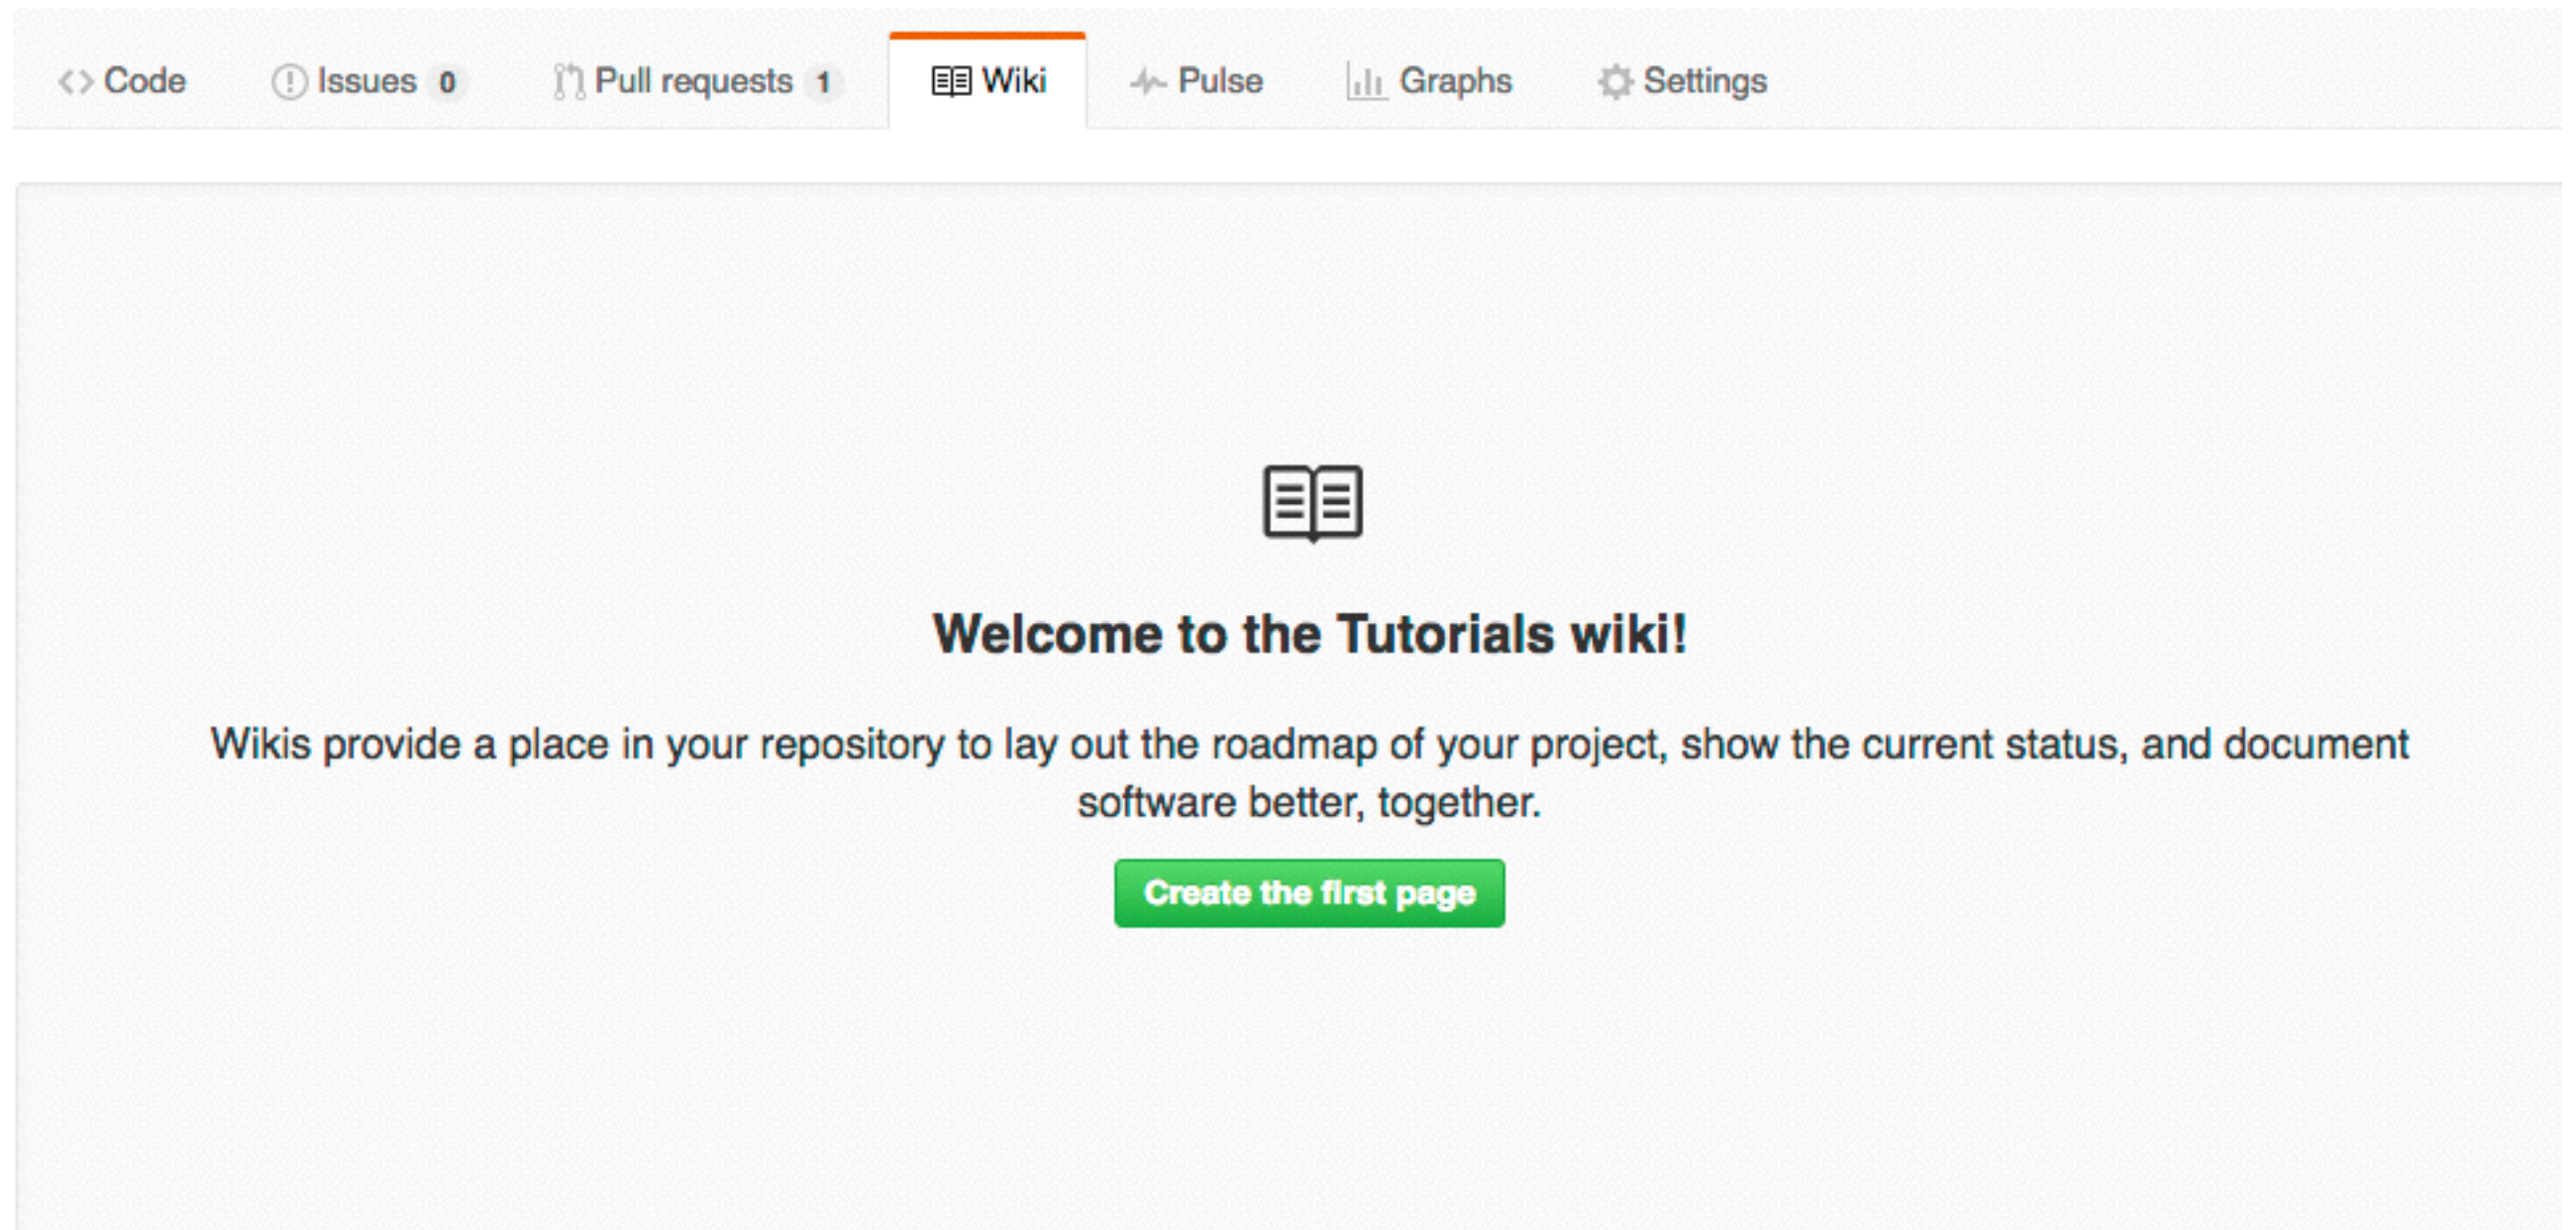 Code Issues 0 Pull requests 1 Wiki Pulse Graphs Settings
Welcome to the Tutorials wiki!
Wikis provide a place in your repository to lay out the roadmap of your project, show the current status, and document
software better, together.
Create the first page